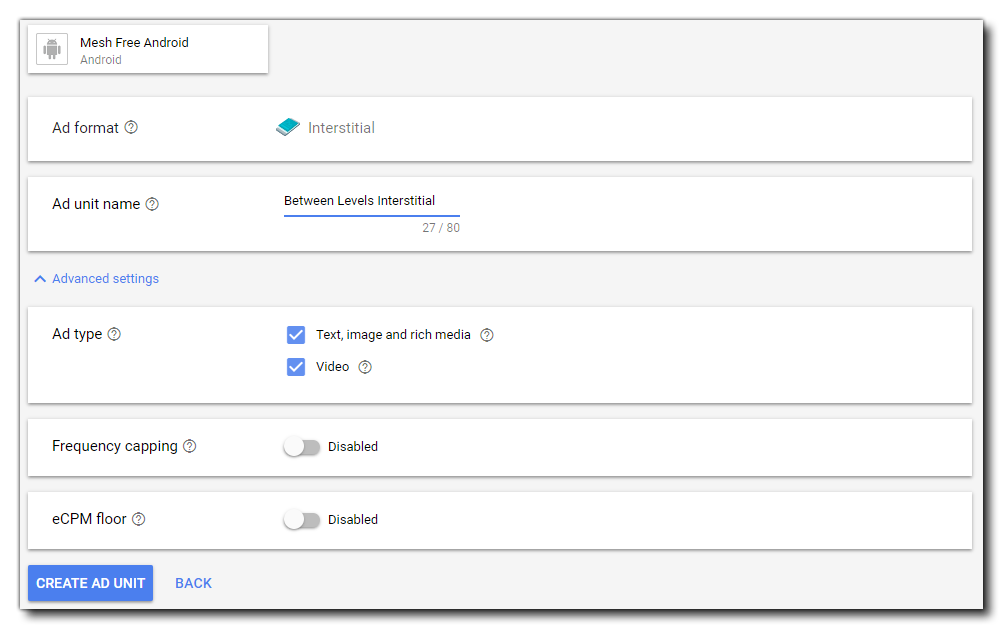 Mesh Free Android
Android
Ad format
Interstitial
Ad unit name
Between Levels Interstitial
27 / 80
Advanced settings
Ad type
Text, image and rich media
Video
Frequency capping
Disabled
eCPM floor
Disabled
CREATE AD UNIT
BACK